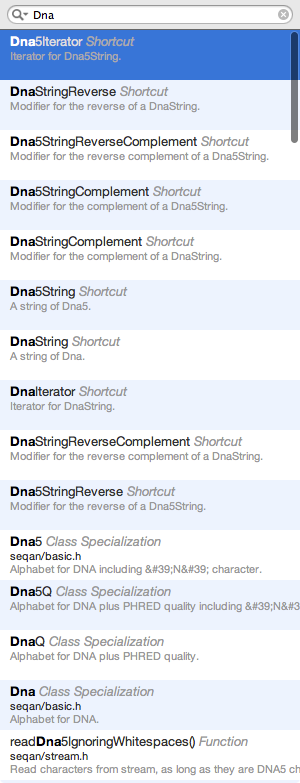 Dna
Dna5Iterator Shortcut
Iterator for Dna5String.
DnaStringReverse Shortcut
Modifier for the reverse of a DnaString.
Dna5StringReverseComplement Shortcut
Modifier for the reverse complement of a Dna5String.
Dna5StringComplement Shortcut
Modifier for the complement of a Dna5String.
DnaStringComplement Shortcut
Modifier for the complement of a DnaString.
Dna5String Shortcut
A string of Dna5.
DnaString Shortcut
A string of Dna.
DnaIterator Shortcut
Iterator for DnaString.
DnaStringReverseComplement Shortcut
Modifier for the reverse complement of a DnaString.
Dna5StringReverse Shortcut
Modifier for the reverse of a Dna5String.
Dna5 Class Specialization
seqan/basic.h
Alphabet for DNA including &#39;N&#39; character.
Dna5Q Class Specialization
Alphabet for DNA plus PHRED quality including &#39;N&#3
DnaQ Class Specialization
Alphabet for DNA plus PHRED quality.
Dna Class Specialization
seqan/basic.h
Alphabet for DNA.
readDna5IgnoringWhitespaces() Function
seqan/stream.h
Read characters from stream, as long as they are DNA5 ch